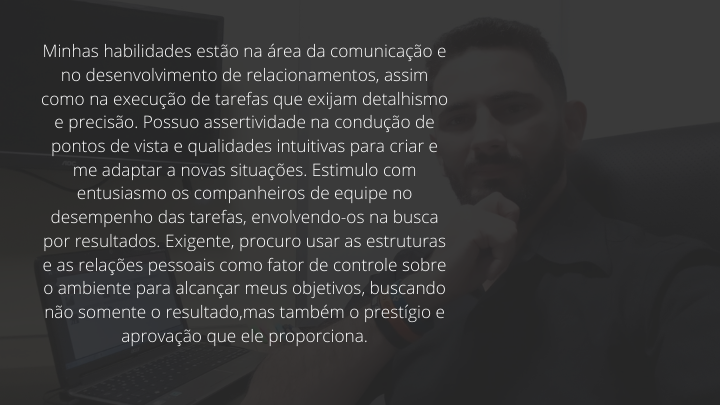 Minhas habilidades estão na área da comunicação e
no desenvolvimento de relacionamentos, assim
como na execução de tarefas que exijam detalhismo
e precisão. Possuo assertividade na condução de
pontos de vista e qualidades intuitivas para criar e
me adaptar a novas situações. Estimulo com
entusiasmo os companheiros de equipe no
desempenho das tarefas, envolvendo-os na busca
por resultados. Exigente, procuro usar as estruturas
e as relações pessoais como fator de controle sobre
o ambiente para alcançar meus objetivos, buscando
não somente o resultado,mas também o prestígio e
aprovação que ele proporciona.